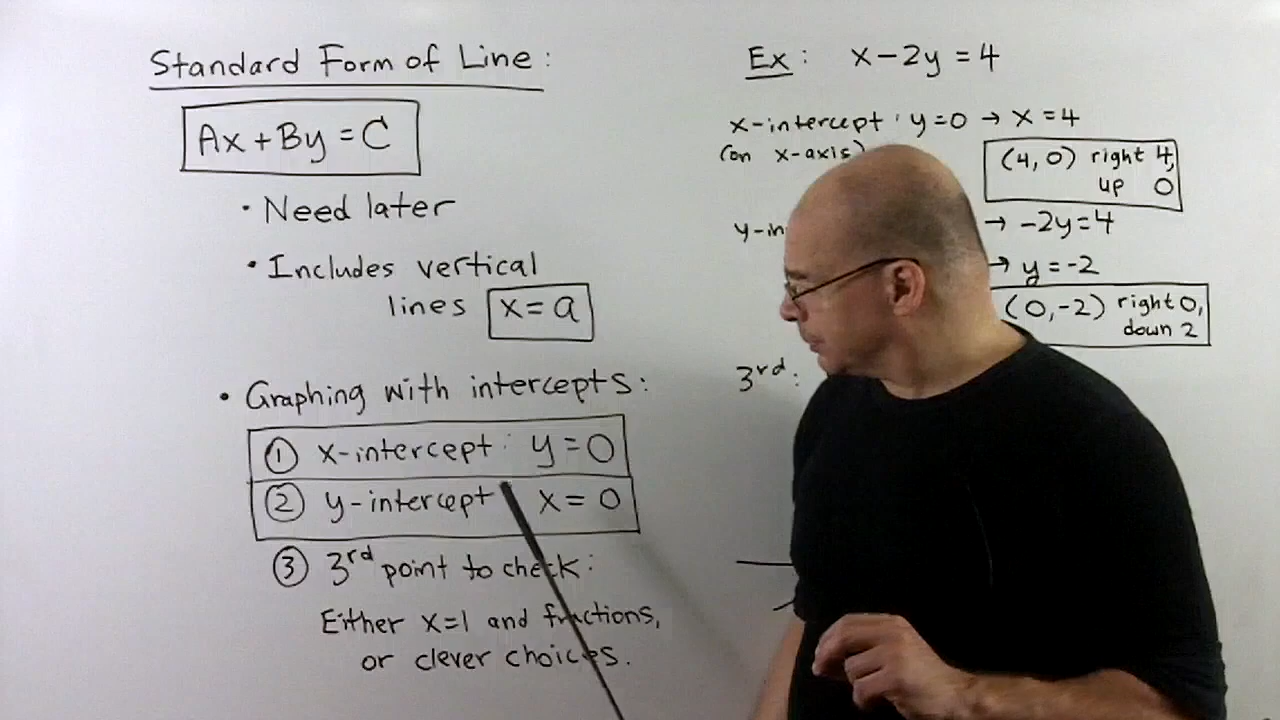 Standard Form of Line:
Ax + By = C
• Need later
• Includes vertical
lines x = a
• Graphing with intercepts:
① x-intercept: y = 0
② y-intercept x = 0
③ 3rd point to check:
Either x=1 and fractions,
or clever choices.
Ex: x - 2y = 4
x-intercept: y=0 → x = 4
(on x-axis)
(4, 0) right 4,
up 0
→ -2y = 4
→ y = -2
(0, -2) right 0,
down 2
3rd: